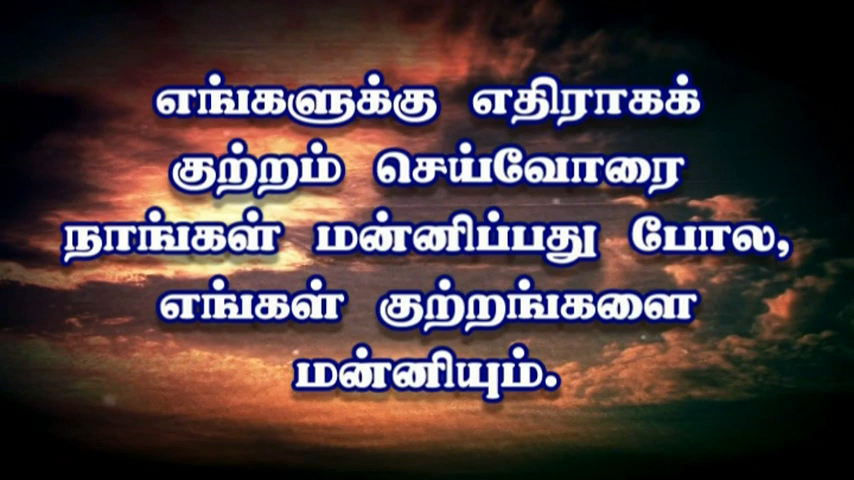 எங்களுக்கு எதிராகக்
குற்றம் செய்வோரை
நாங்கள் மன்னிப்பது போல,
எங்கள் குற்றங்களை
மன்னியும்.